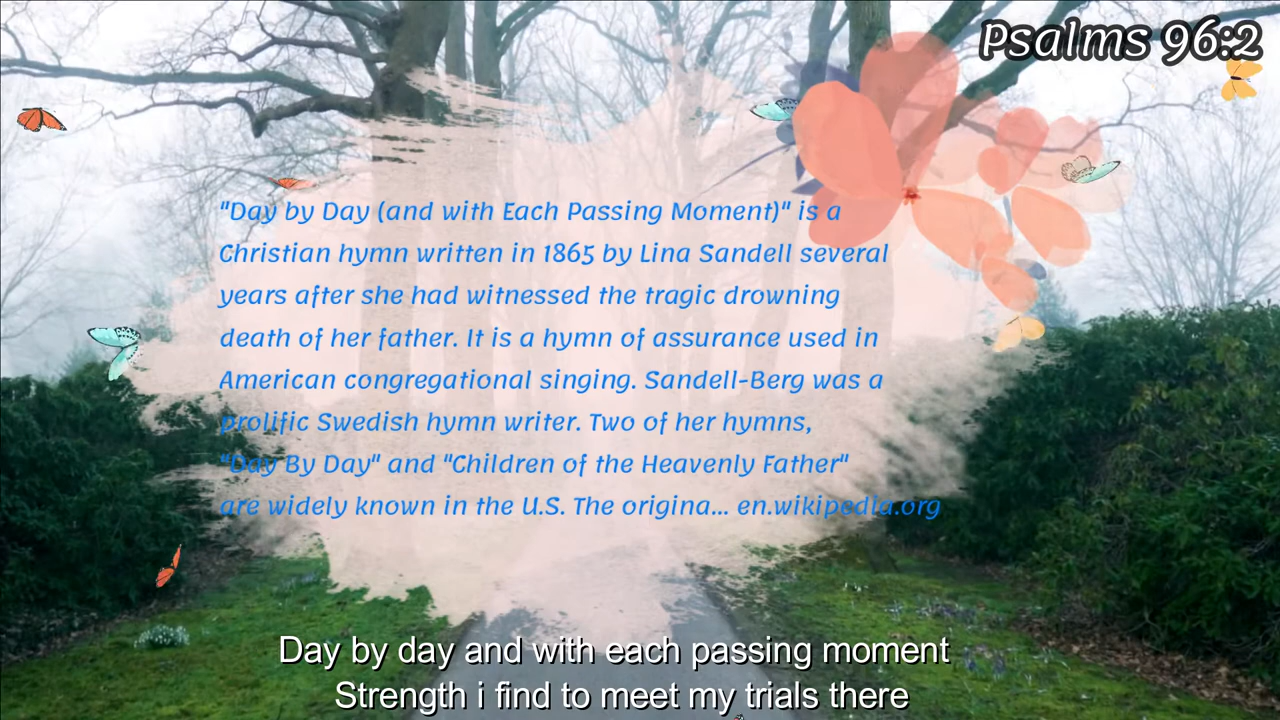 Psalms 96:2
"Day by Day (and with Each Passing Moment)" is a
Christian hymn written in 1865 by Lina Sandell several
years after she had witnessed the tragic drowning
death of her father. It is a hymn of assurance used in
American congregational singing. Sandell-Berg was a
prolific Swedish hymn writer. Two of her hymns,
"Day By Day" and "Children of the Heavenly Father"
are widely known in the U.S. The origina... en.wikipedia.org
Day by day and with each passing moment
Strength i find to meet my trials there